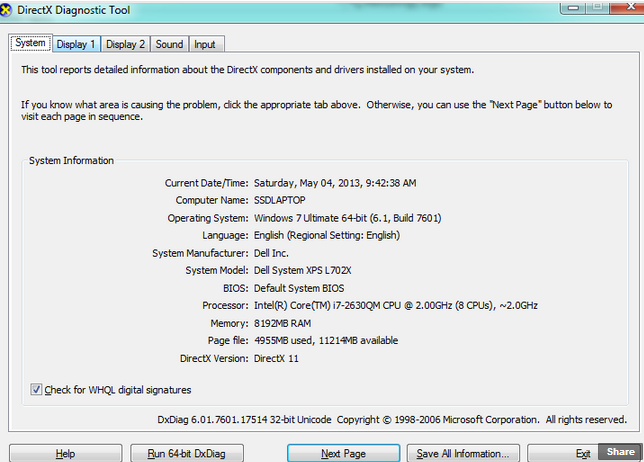 DirectX Diagnostic Tool
System Display 1 Display 2 Sound Input
This tool reports detailed information about the DirectX components and drivers installed on your system.
If you know what area is causing the problem, click the appropriate tab above. Otherwise, you can use the "Next Page" button below to
visit each page in sequence.
System Information
Current Date/Time: Saturday, May 04, 2013, 9:42:38 AM
Computer Name: SSDLAPTOP
Operating System: Windows 7 Ultimate 64-bit (6.1, Build 7601)
Language: English (Regional Setting: English)
System Manufacturer: Dell Inc.
System Model: Dell System XPS L702X
BIOS: Default System BIOS
Processor: Intel(R) Core(TM) i7-2630QM CPU @ 2.00GHz (8 CPUs), ~2.0GHz
Memory: 8192MB RAM
Page file: 4955MB used, 11214MB available
DirectX Version: DirectX 11
Check for WHQL digital signatures
DxDiag 6.01.7601.17514 32-bit Unicode Copyright © 1998-2006 Microsoft Corporation. All rights reserved.
Help Run 64-bit DxDiag Next Page Save All Information... Exit Share